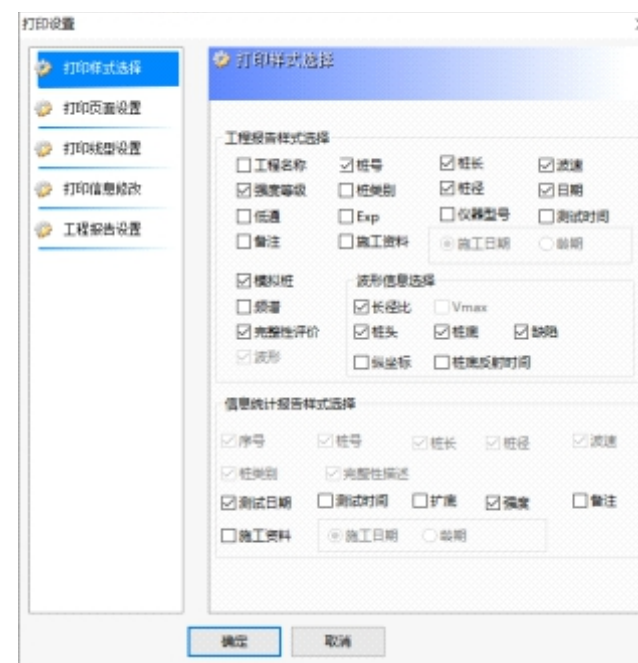 打印设置
打印样式选择
打印页面设置
打印线型设置
打印信息修改
工程报告设置
打印样式选择
工程报告样式选择
工程名称 桩号 桩长 波速
强度等级 桩类别 桩径 日期
低通 Exp 仪器型号 测试时间
备注 施工资料 施工日期 龄期
模拟桩 波形信息选择
频谱 长径比 Vmax
完整性评价 桩头 桩底 缺陷
波形 纵坐标 桩底反射时间
信息统计报告样式选择
序号 桩号 桩长 桩径 波速
桩类别 完整性描述
测试日期 测试时间 扩底 强度 备注
施工资料 施工日期 龄期
确定 取消